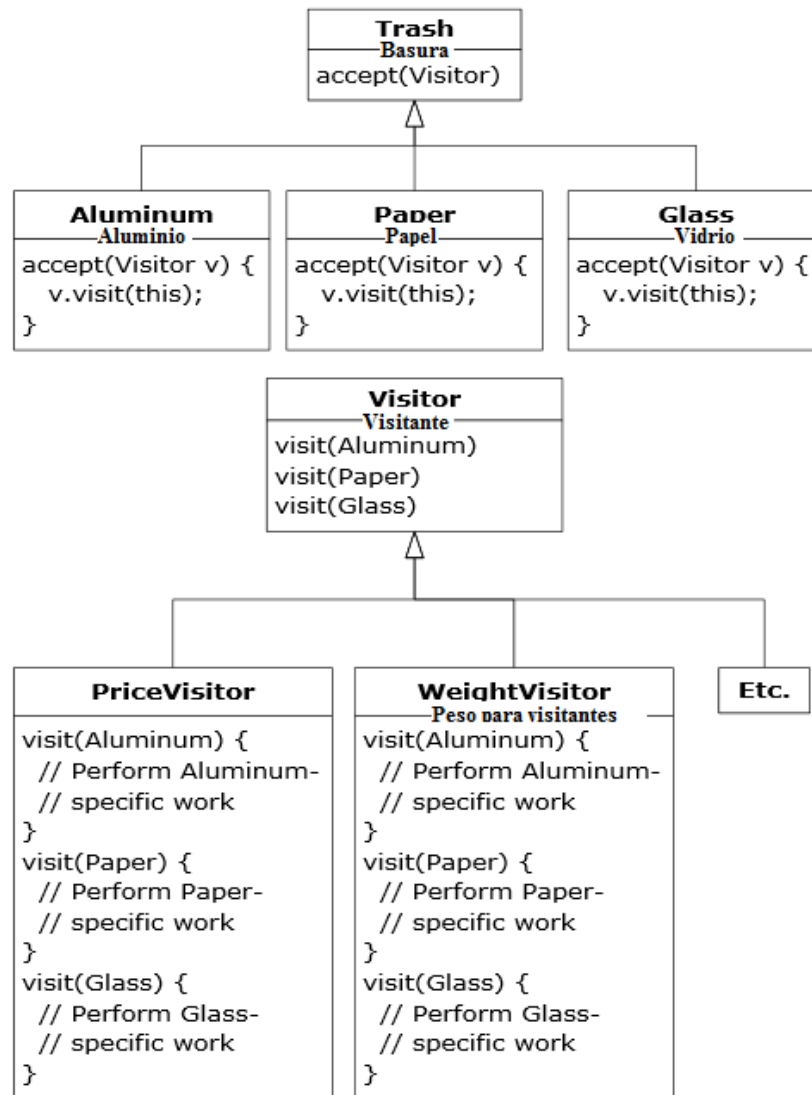 Trash
Basura
accept(Visitor)
Aluminum
Aluminio
accept(Visitor v) {
v.visit(this);
}
Paper
Papel
accept(Visitor v) {
v.visit(this);
}
Glass
Vidrio
accept(Visitor v) {
v.visit(this);
}
Visitor
Visitante
visit(Aluminum)
visit(Paper)
visit(Glass)
PriceVisitor
visit(Aluminum) {
// Perform Aluminum-
// specific work
}
visit(Paper) {
// Perform Paper-
// specific work
}
visit(Glass) {
// Perform Glass-
// specific work
}
WeightVisitor
Peso para visitantes
visit(Aluminum) {
// Perform Aluminum-
// specific work
}
visit(Paper) {
// Perform Paper-
// specific work
}
visit(Glass) {
// Perform Glass-
// specific work
}
Etc.